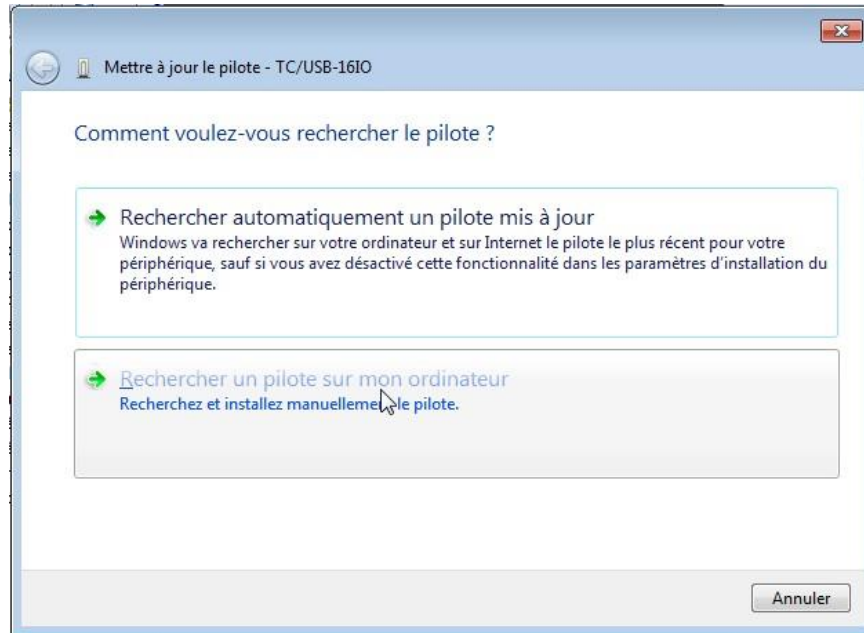 Mettre à jour le pilote - TC/USB-16IO
Comment voulez-vous rechercher le pilote ?
Rechercher automatiquement un pilote mis à jour
Windows va rechercher sur votre ordinateur et sur Internet le pilote le plus récent pour votre
périphérique, sauf si vous avez désactivé cette fonctionnalité dans les paramètres d'installation du
périphérique.
Rechercher un pilote sur mon ordinateur
Recherchez et installez manuellement le pilote.
Annuler